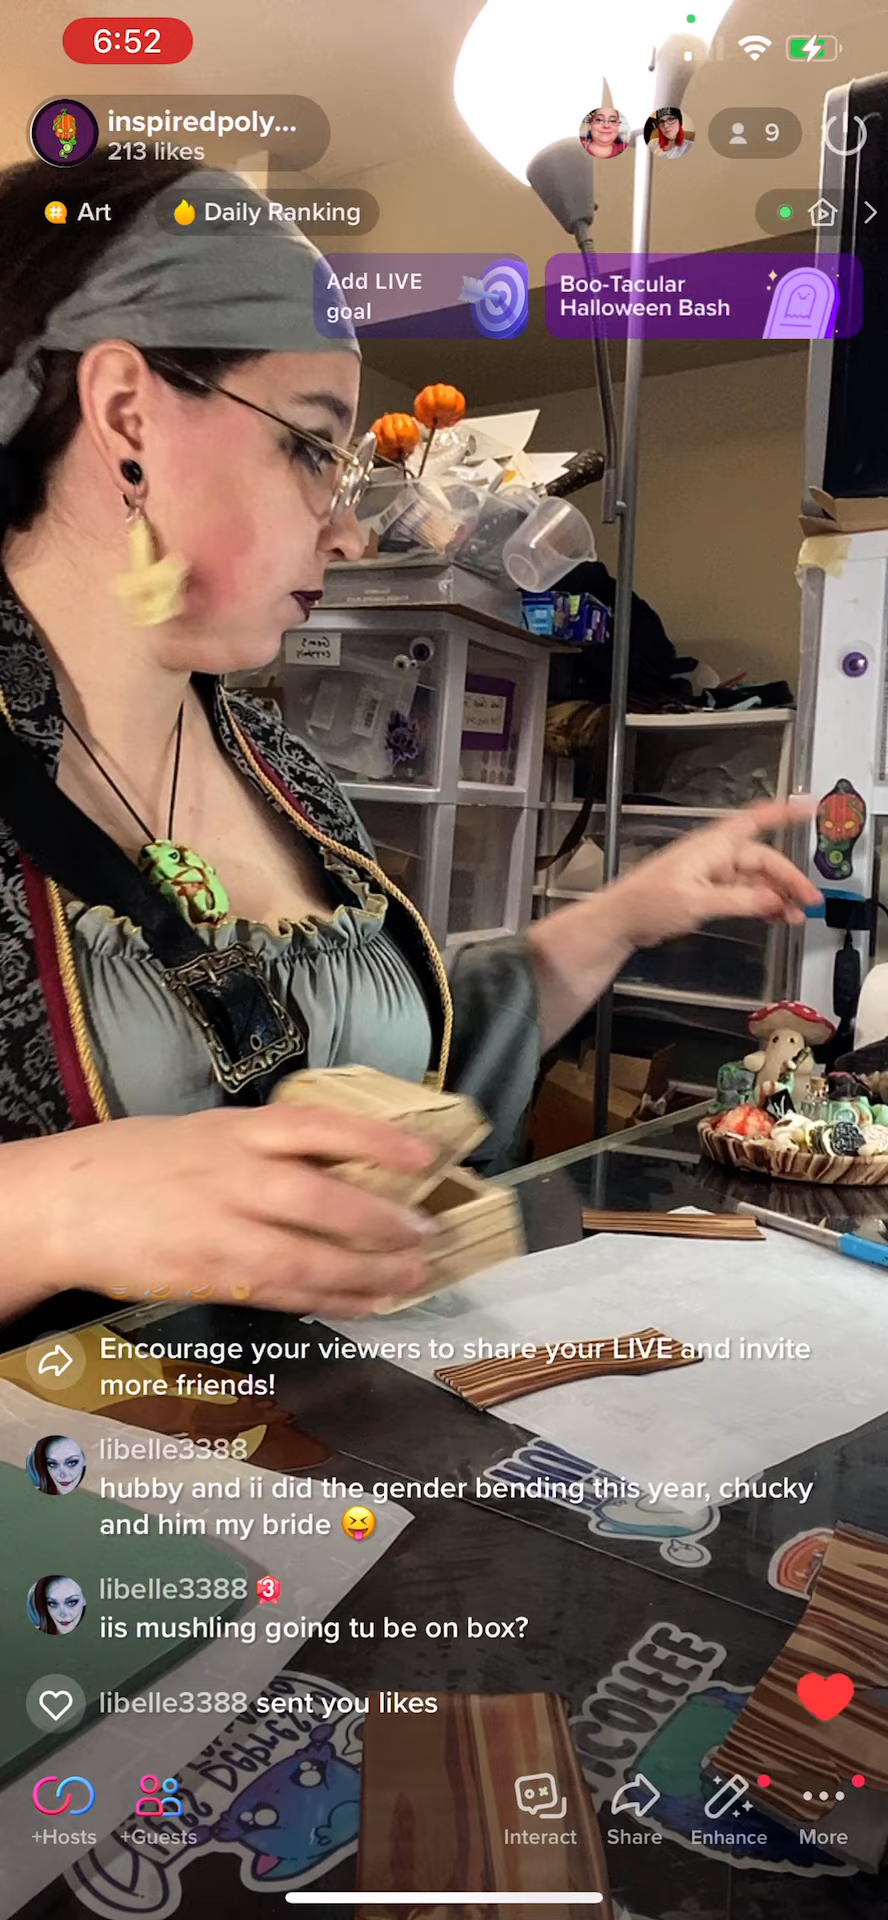 6:52
inspiredpoly...
213 likes
9
Art
Daily Ranking
Add LIVE
goal
Boo-Tacular
Halloween Bash
Encourage your viewers to share your LIVE and invite
more friends!
libelle3388
hubby and ii did the gender bending this year, chucky
and him my bride 😝
libelle3388 3
iis mushling going tu be on box?
libelle3388 sent you likes
COFFEE
+Hosts
+Guests
Interact
Share
Enhance
More